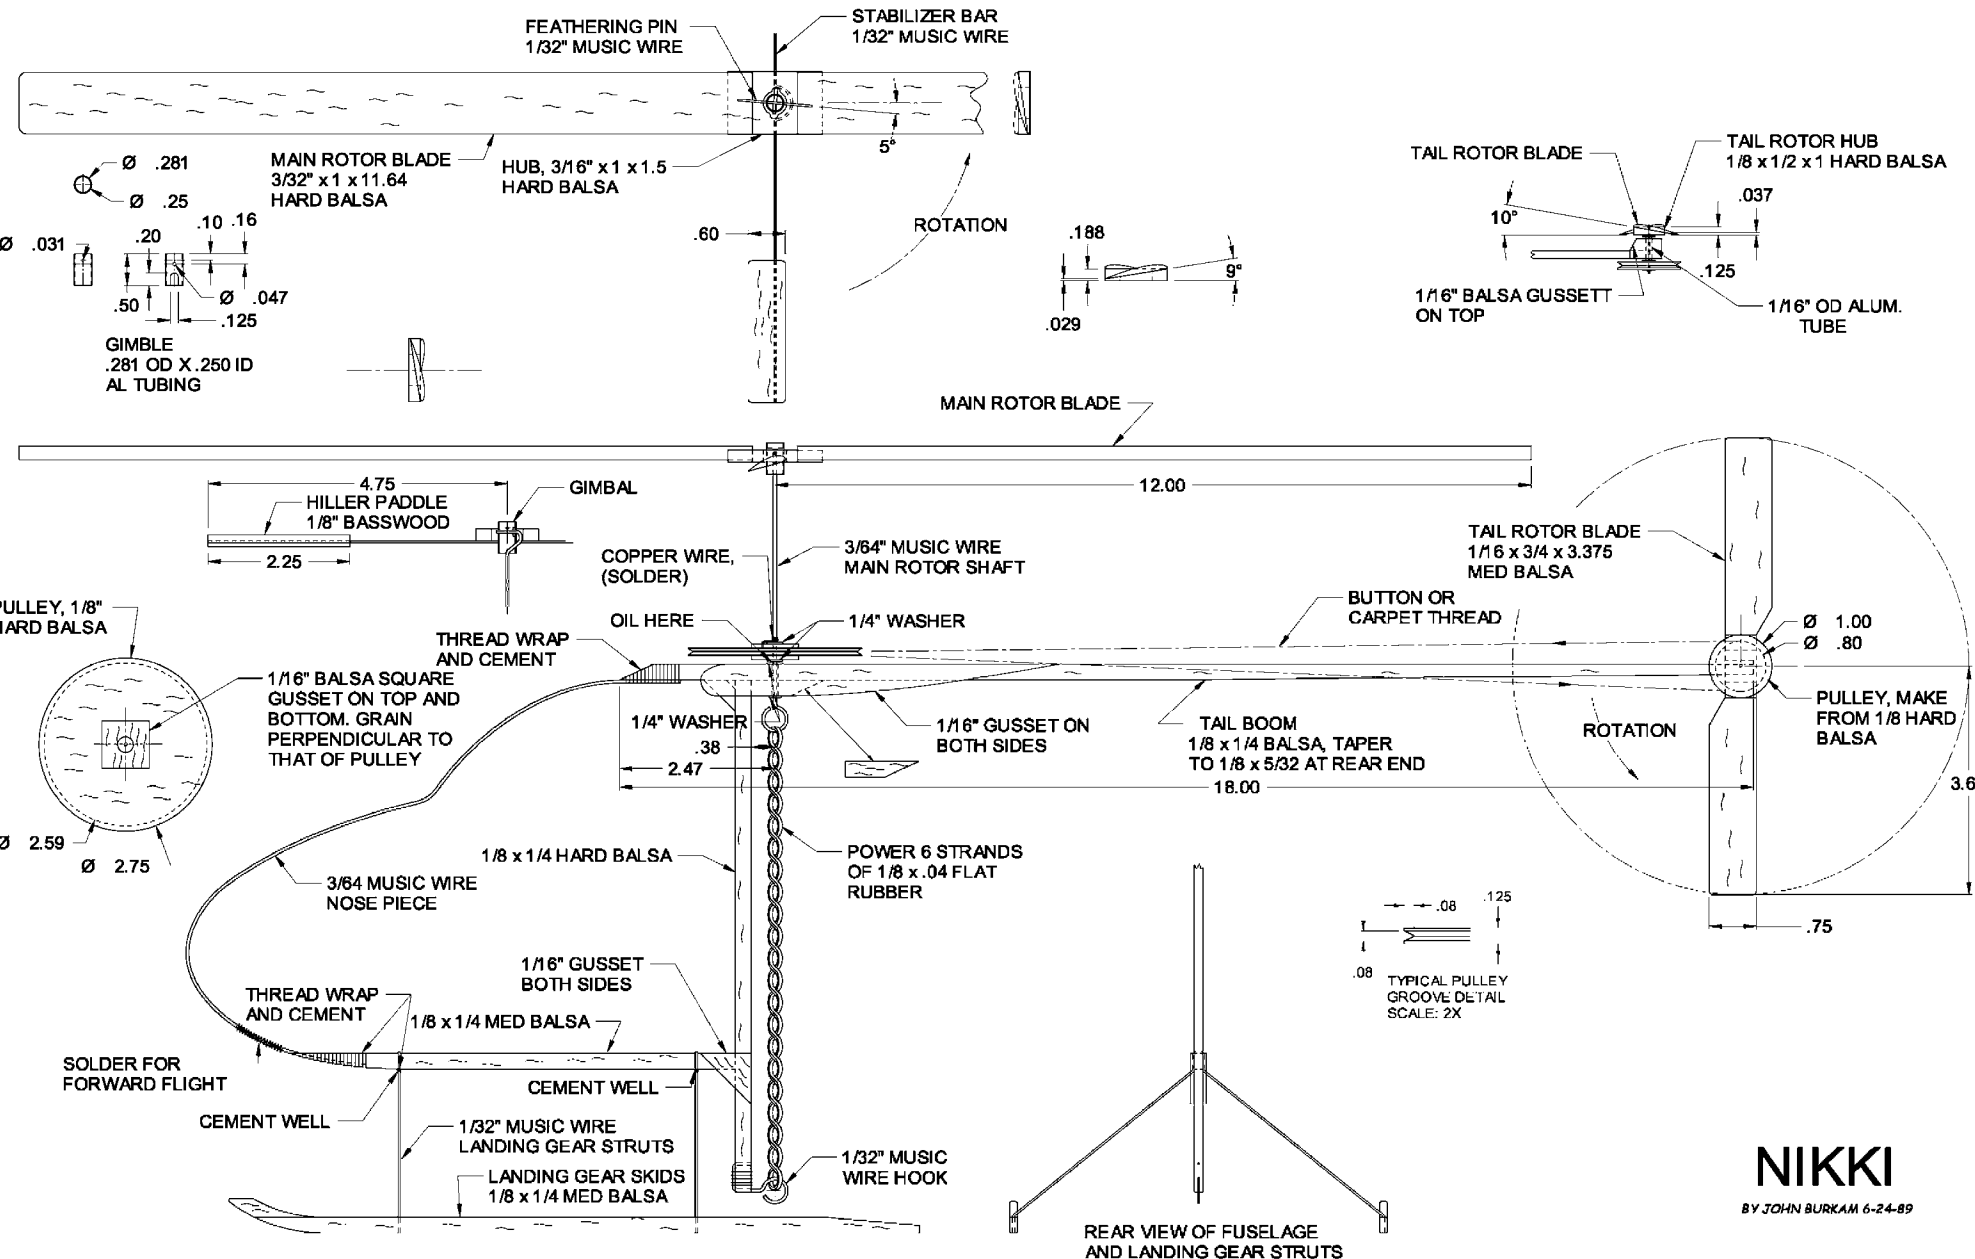 FEATHERING PIN
1/32" MUSIC WIRE
STABILIZER BAR
1/32" MUSIC WIRE
5°
MAIN ROTOR BLADE
3/32" x 1 x 11.64
HARD BALSA
HUB, 3/16" x 1 x 1.5
HARD BALSA
Ø .281
Ø .25
Ø .031
.20
.10 .16
.50
Ø .047
.125
GIMBLE
.281 OD X .250 ID
AL TUBING
.60
ROTATION
.188
9°
.029
TAIL ROTOR BLADE
TAIL ROTOR HUB
1/8 x 1/2 x 1 HARD BALSA
10°
.037
.125
1/16" BALSA GUSSETT
ON TOP
1/16" OD ALUM.
TUBE
MAIN ROTOR BLADE
12.00
4.75
HILLER PADDLE
1/8" BASSWOOD
GIMBAL
2.25
COPPER WIRE,
(SOLDER)
3/64" MUSIC WIRE
MAIN ROTOR SHAFT
TAIL ROTOR BLADE
1/16 x 3/4 x 3.375
MED BALSA
BUTTON OR
CARPET THREAD
OIL HERE
1/4" WASHER
THREAD WRAP
AND CEMENT
PULLEY, 1/8"
HARD BALSA
1/16" BALSA SQUARE
GUSSET ON TOP AND
BOTTOM. GRAIN
PERPENDICULAR TO
THAT OF PULLEY
Ø 2.59
Ø 2.75
1/4" WASHER
.38
2.47
1/16" GUSSET ON
BOTH SIDES
TAIL BOOM
1/8 x 1/4 BALSA, TAPER
TO 1/8 x 5/32 AT REAR END
18.00
Ø 1.00
Ø .80
PULLEY, MAKE
FROM 1/8 HARD
BALSA
ROTATION
3.6
.75
1/8 x 1/4 HARD BALSA
POWER 6 STRANDS
OF 1/8 x .04 FLAT
RUBBER
3/64 MUSIC WIRE
NOSE PIECE
.08
.125
.08
TYPICAL PULLEY
GROOVE DETAIL
SCALE: 2X
1/16" GUSSET
BOTH SIDES
THREAD WRAP
AND CEMENT
1/8 x 1/4 MED BALSA
SOLDER FOR
FORWARD FLIGHT
CEMENT WELL
CEMENT WELL
1/32" MUSIC WIRE
LANDING GEAR STRUTS
LANDING GEAR SKIDS
1/8 x 1/4 MED BALSA
1/32" MUSIC
WIRE HOOK
REAR VIEW OF FUSELAGE
AND LANDING GEAR STRUTS
NIKKI
BY JOHN BURKAM 6-24-89